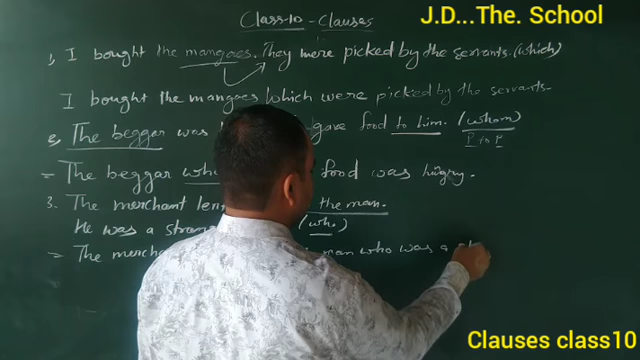 J.D...The. School
Class-10 - Clauses
1, I bought the mangoes. They were picked by the servants. (which)
I bought the mangoes which were picked by the servants.
2, The beggar was gave food to him. (whom)
P to P
= The beggar food was hungry.
3. The merchant the man.
He was a (who)
= The man who was a
Clauses class10